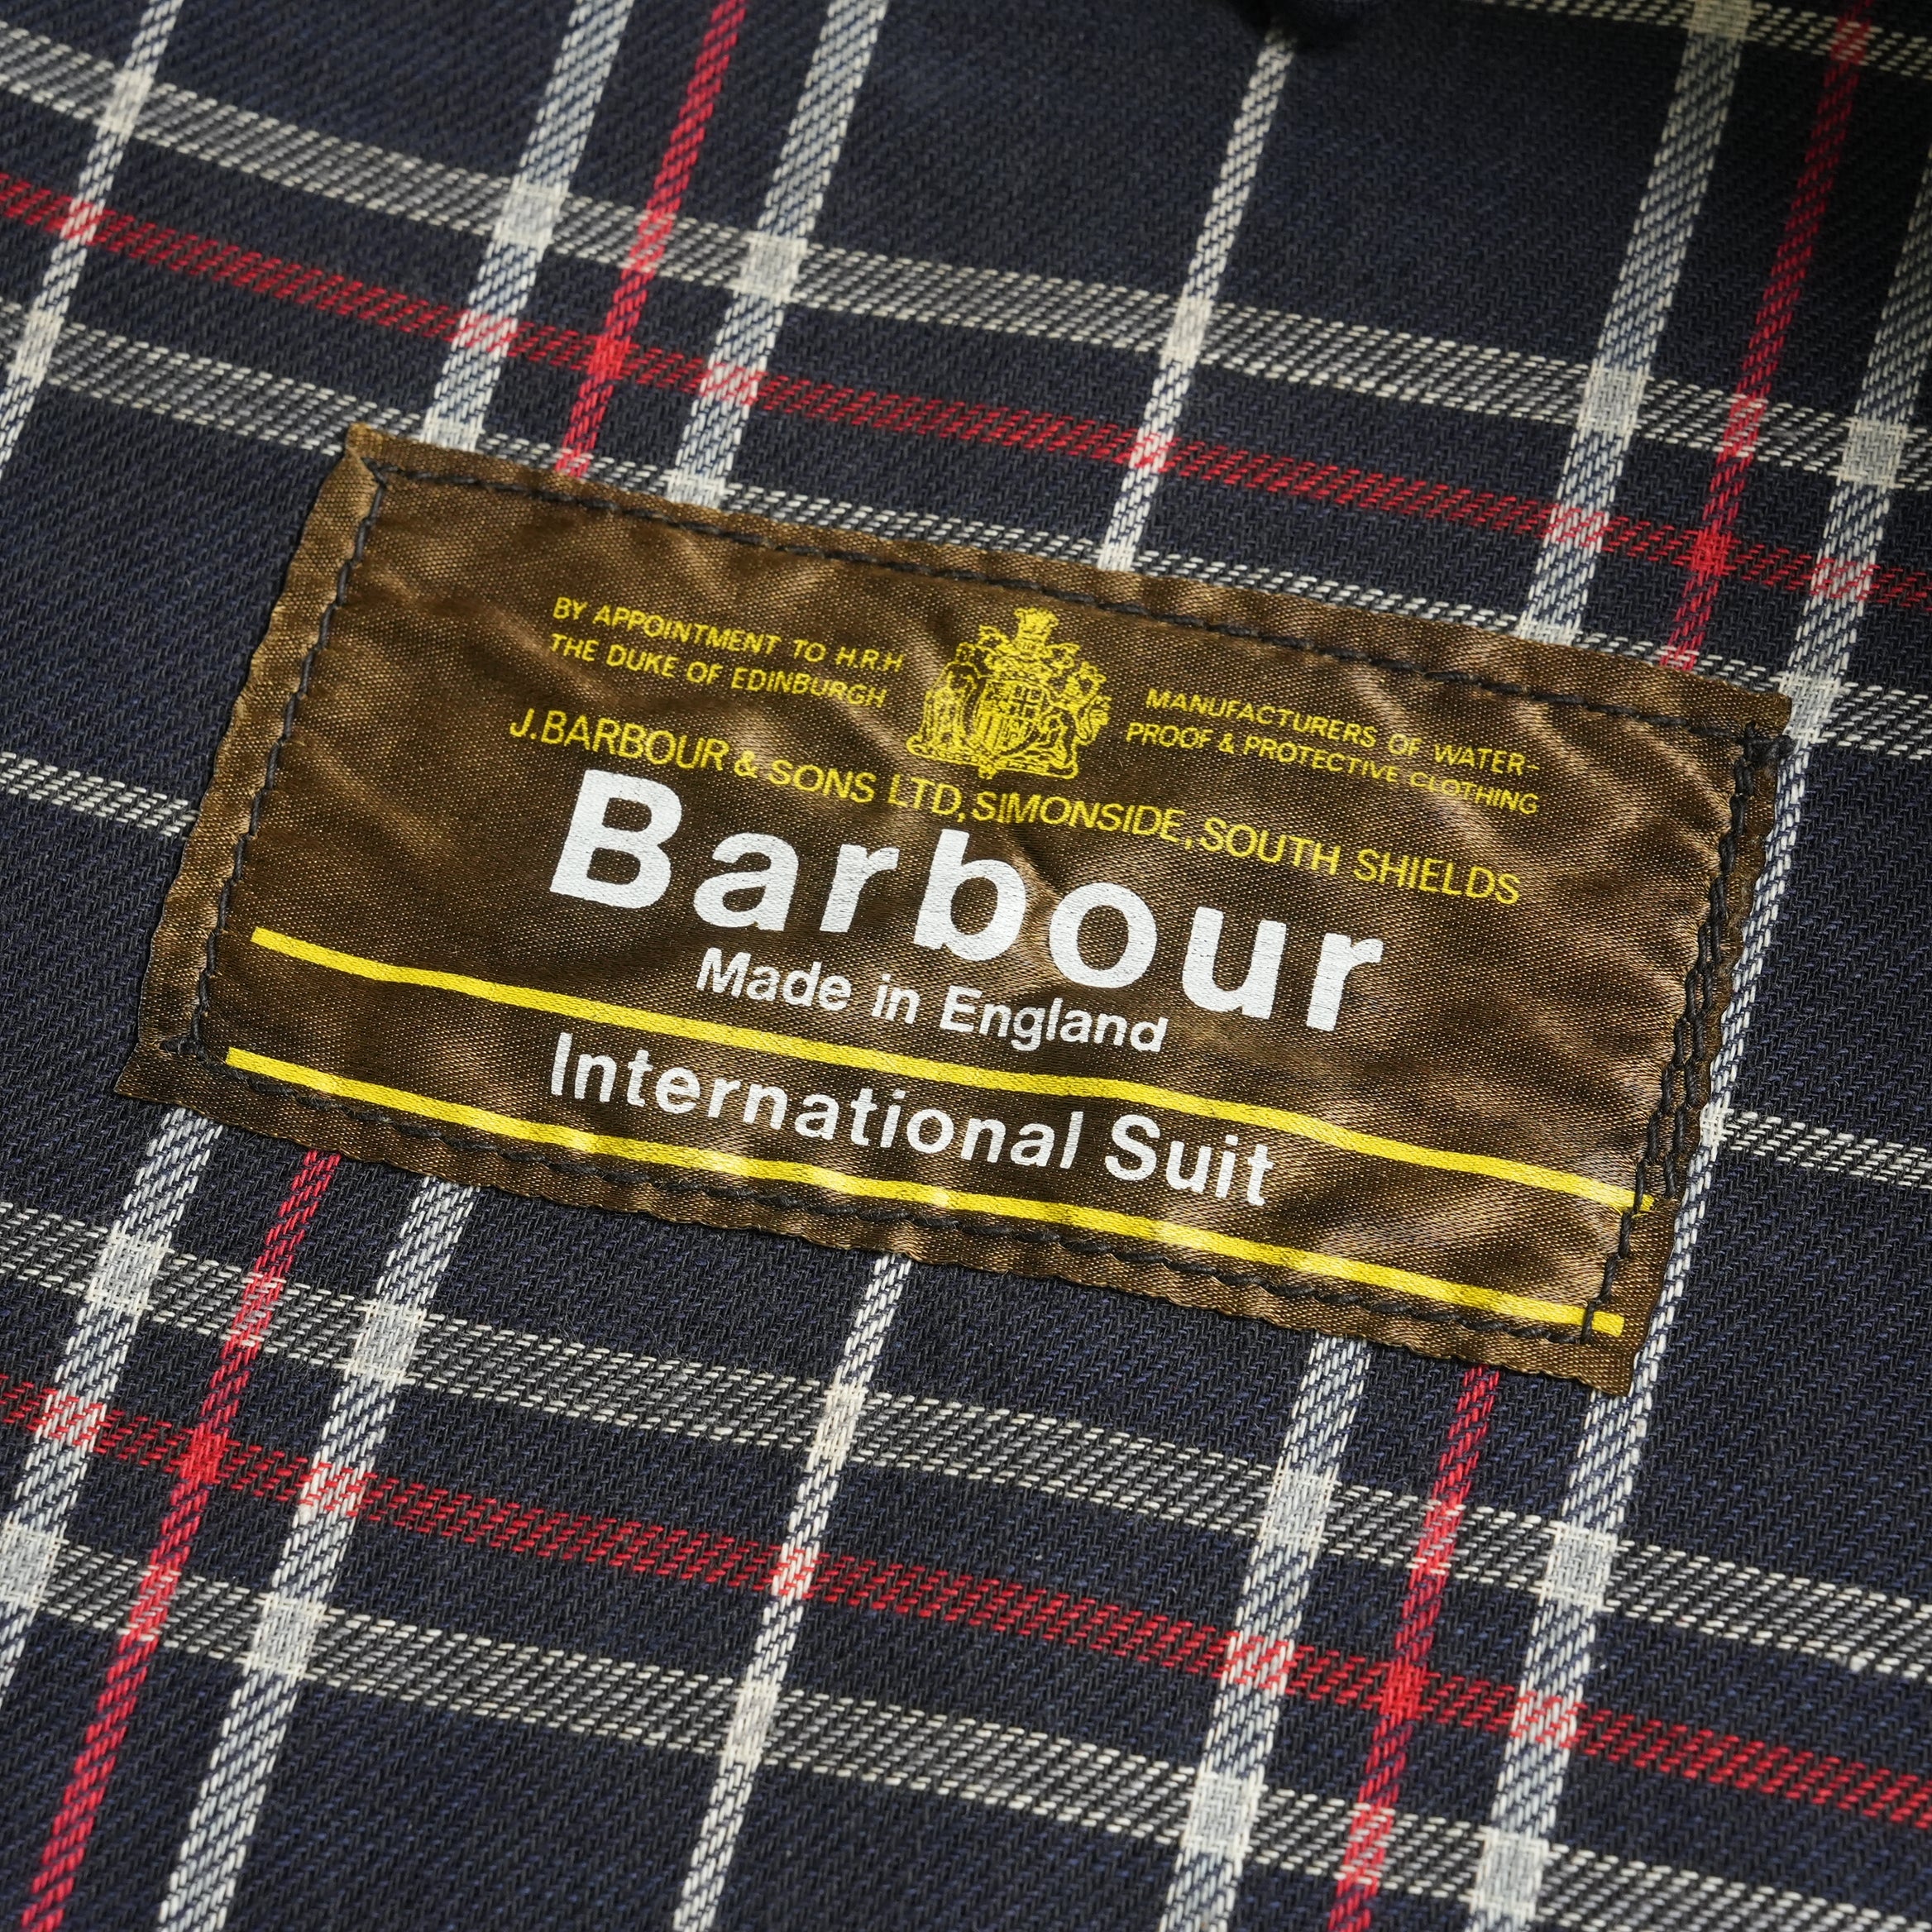 BY APPOINTMENT TO H.R.H
THE DUKE OF EDINBURGH
MANUFACTURERS OF WATER-
PROOF & PROTECTIVE CLOTHING
J.BARBOUR & SONS LTD,SIMONSIDE,SOUTH SHIELDS
Barbour
Made in England
International Suit